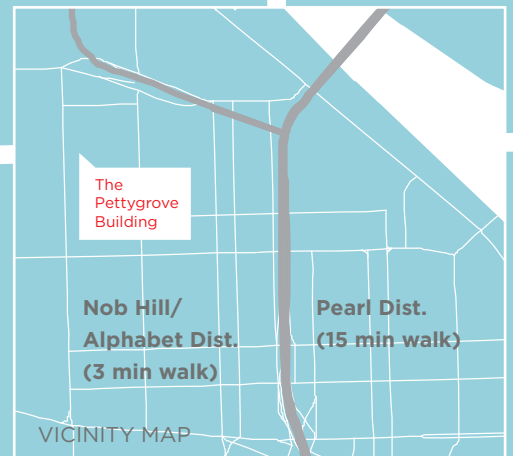 The
Pettygrove
Building
Nob Hill/
Alphabet Dist.
(3 min walk)
Pearl Dist.
(15 min walk)
VICINITY MAP